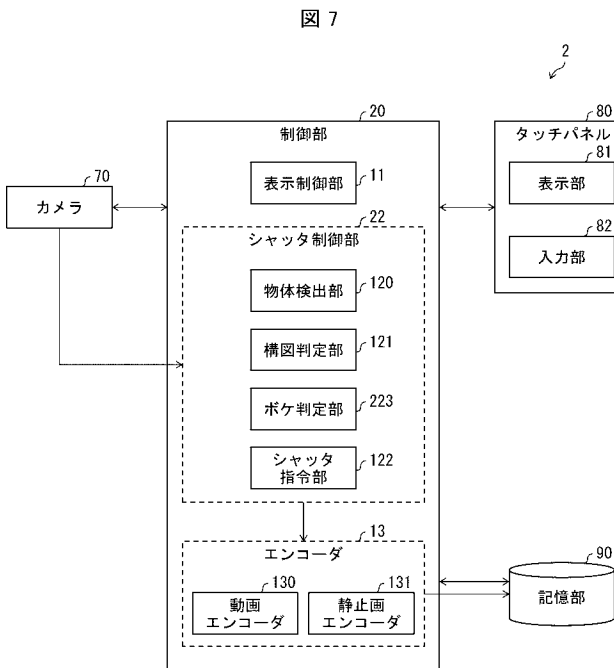 図 7
2
20
制御部
80
タッチパネル
70
カメラ
表示制御部
11
81
表示部
82
入力部
22
シャッタ制御部
物体検出部
120
構図判定部
121
ボケ判定部
223
シャッタ
指令部
122
13
エンコーダ
130
動画
エンコーダ
131
静止画
エンコーダ
90
記憶部